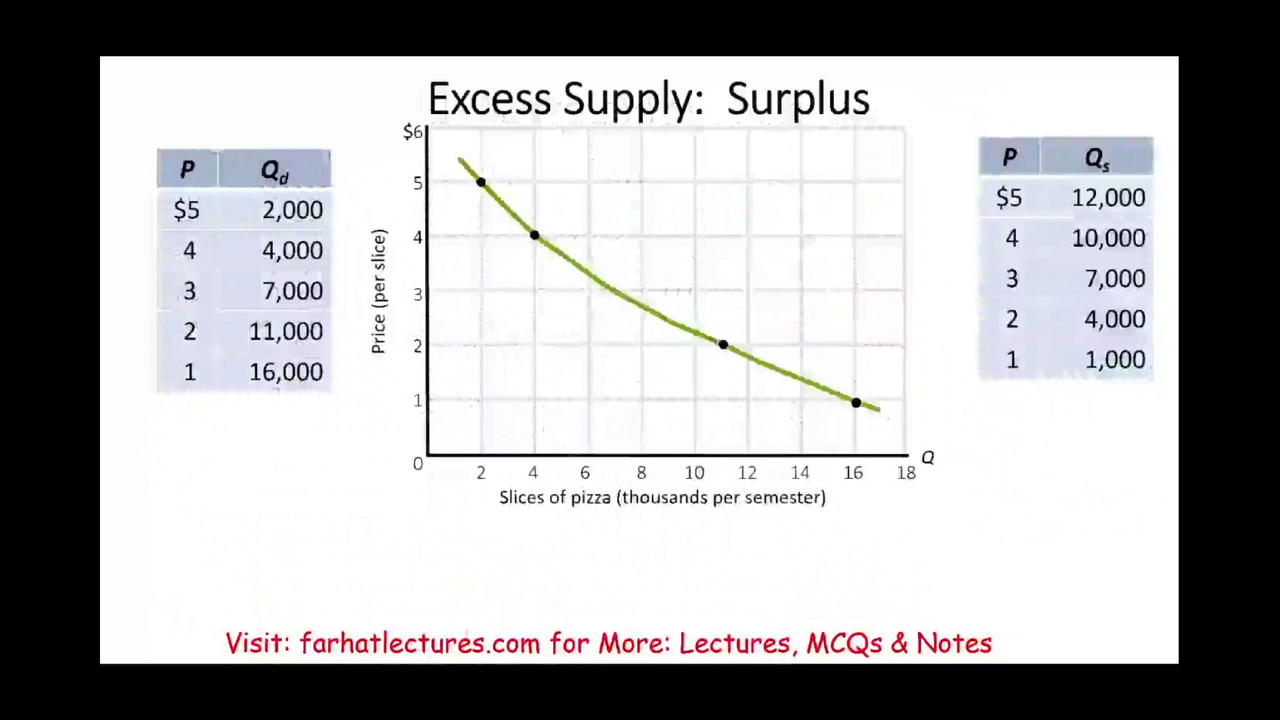 Excess Supply: Surplus
P Qd
$5 2,000
4 4,000
3 7,000
2 11,000
1 16,000
$6
5
4
3
2
1
0
Price (per slice)
2 4 6 8 10 12 14 16 18
Q
Slices of pizza (thousands per semester)
P Qs
$5 12,000
4 10,000
3 7,000
2 4,000
1 1,000
Visit: farhatlectures.com for More: Lectures, MCQs & Notes